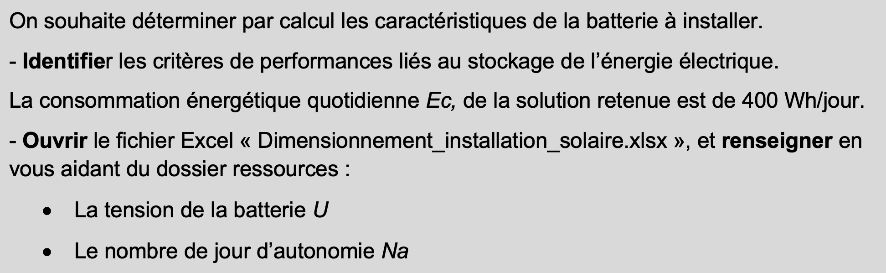 On souhaite déterminer par calcul les caractéristiques de la batterie à installer.
- Identifier les critères de performances liés au stockage de l'énergie électrique.
La consommation énergétique quotidienne Ec, de la solution retenue est de 400 Wh/jour.
- Ouvrir le fichier Excel « Dimensionnement_installation_solaire.xlsx », et renseigner en
vous aidant du dossier ressources :
• La tension de la batterie U
• Le nombre de jour d'autonomie Na